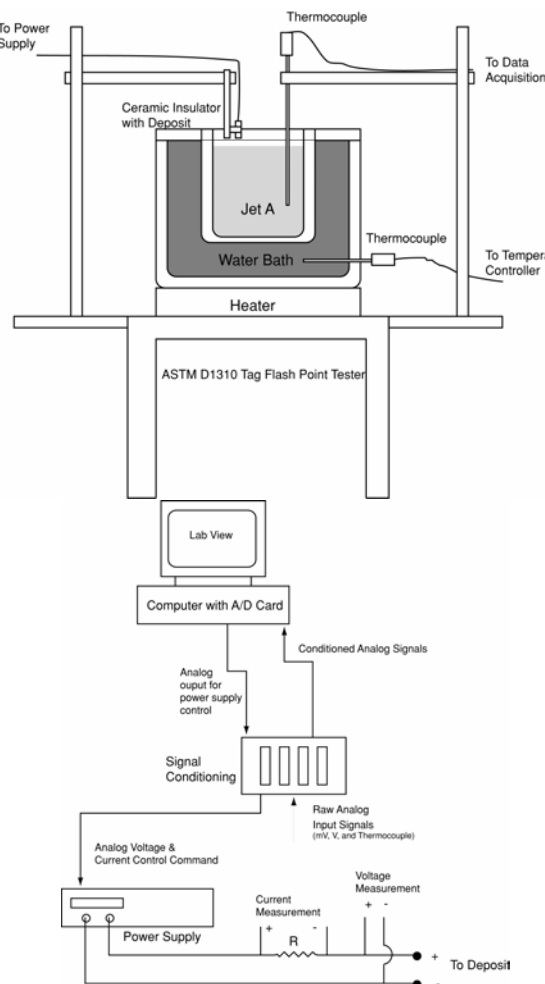 To Power
Supply
Thermocouple
To Data
Acquisition
Ceramic Insulator
with Deposit
Jet A
Thermocouple
Water Bath
To Tempera
Controller
Heater
ASTM D1310 Tag Flash Point Tester
Lab View
Computer with A/D Card
Conditioned Analog Signals
Analog
ouput for
power supply
control
Signal
Conditioning
Raw Analog
Input Signals
(mV, V, and Thermocouple)
Analog Voltage &
Current Control Command
Voltage
Measurement
Current
Measurement
+ -
+ -
R
Power Supply
+
To Deposit
-